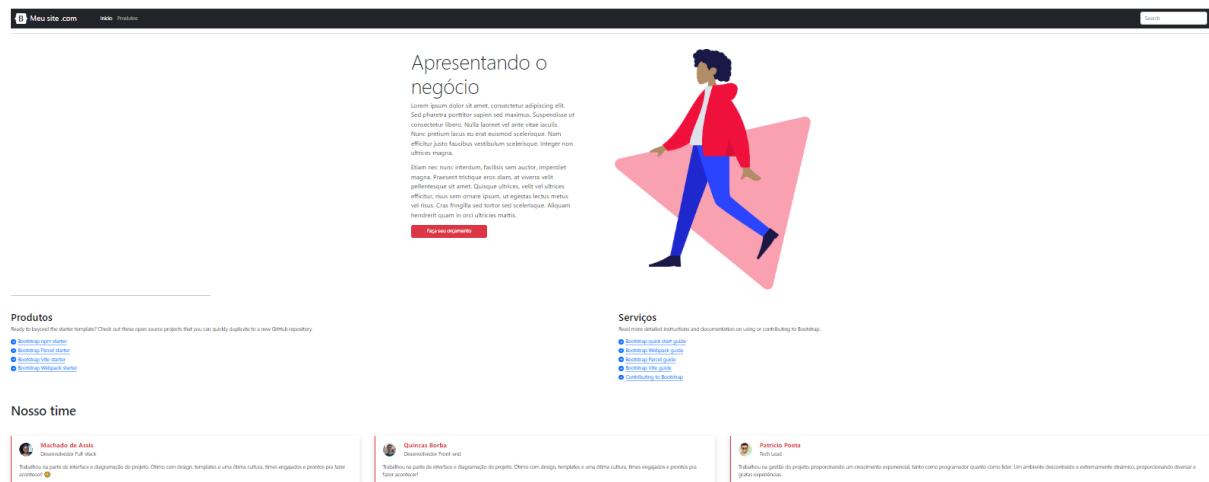 B Meu site .com Início Produtos Search
Apresentando o
negócio
Lorem ipsum dolor sit amet, consectetur adipiscing elit.
Sed pharetra porttitor sapien sed maximus. Suspendisse ut
consectetur libero. Nulla laoreet vel ante vitae iaculis.
Nunc pretium lacus eu erat euismod scelerisque. Nam
efficitur justo faucibus vestibulum scelerisque. Integer non
ultrices magna.
Etiam nec nunc interdum, facilisis sem auctor, imperdiet
magna. Praesent tristique eros diam, at viverra velit
pellentesque sit amet. Quisque ultrices, velit vel ultrices
efficitur, risus sem ornare ipsum, ut egestas lectus metus
vel risus. Cras fringilla sed tortor sed scelerisque. Aliquam
hendrerit quam in orci ultricies mattis.
Faça seu orçamento
Produtos
Ready to beyond the starter template? Check out these open source projects that you can quickly duplicate to a new GitHub repository.
Bootstrap npm starter
Bootstrap Parcel starter
Bootstrap Vite starter
Bootstrap Webpack starter
Serviços
Read more detailed instructions and documentation on using or contributing to Bootstrap.
Bootstrap quick start guide
Bootstrap Webpack guide
Bootstrap Parcel guide
Bootstrap Vite guide
Contributing to Bootstrap
Nosso time
Machado de Assis
Desenvolvedor Full stack
Trabalhou na parte de interface e diagramação do projeto. Ótimo com design, templates e uma ótima cultura, times engajados e prontos pra fazer
acontecer! 😄
Quincas Borba
Desenvolvedor Front end
Trabalhou na parte de interface e diagramação do projeto. Ótimo com design, templates e uma ótima cultura, times engajados e prontos pra
fazer acontecer!
Patricio Poeta
Tech Lead
Trabalhou na gestão do projeto, proporcionando um crescimento exponencial, tanto como programador quanto como líder. Um ambiente descontraído e extremamente dinâmico, proporcionando diversas e
gratas experiências.